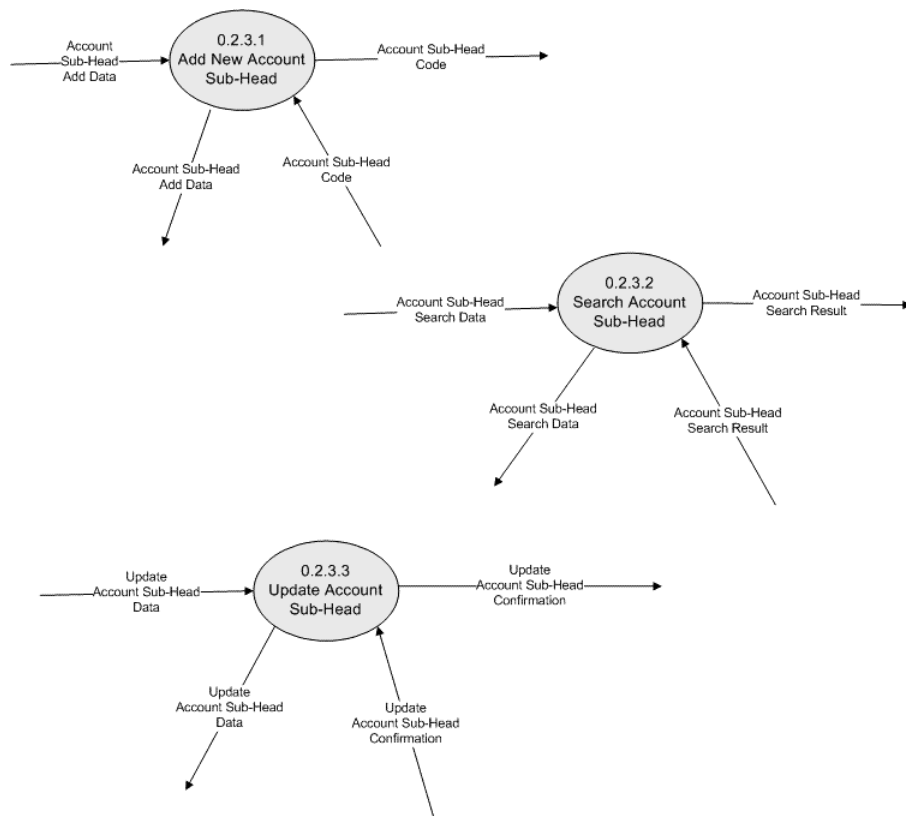 Account
Sub-Head
Add Data
0.2.3.1
Add New Account
Sub-Head
Account Sub-Head
Code
Account Sub-Head
Add Data
Account Sub-Head
Code
Account Sub-Head
Search Data
0.2.3.2
Search Account
Sub-Head
Account Sub-Head
Search Result
Account Sub-Head
Search Data
Account Sub-Head
Search Result
Update
Account Sub-Head
Data
0.2.3.3
Update Account
Sub-Head
Update
Account Sub-Head
Confirmation
Update
Account Sub-Head
Data
Update
Account Sub-Head
Confirmation